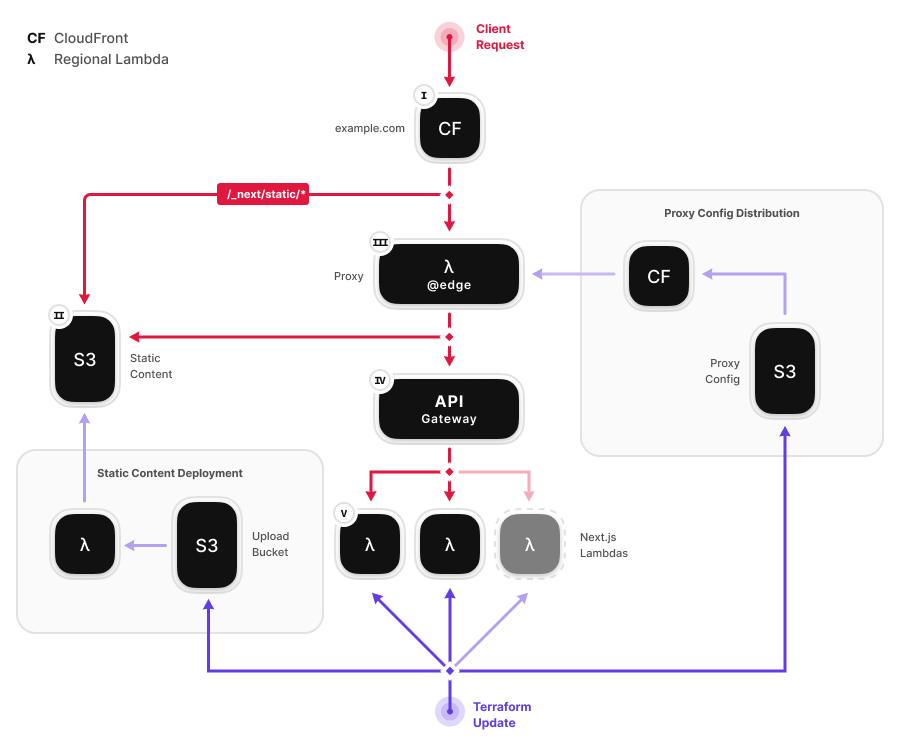 CF CloudFront
λ Regional Lambda
Client
Request
I
CF
example.com
/_next/static/*
Proxy Config Distribution
III
λ
@edge
Proxy
CF
II
S3
Static
Content
Proxy
Config
S3
IV
API
Gateway
Static Content Deployment
V
λ
S3
Upload
Bucket
λ
λ
λ
Next.js
Lambdas
Terraform
Update